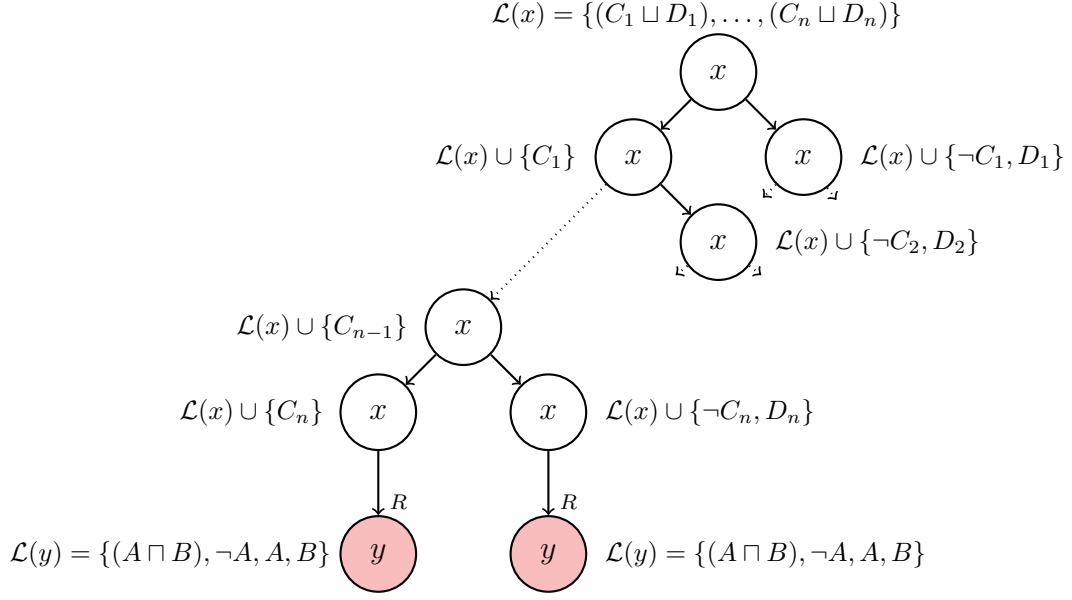 ℒ(x) = {(C₁ ⊔ D₁), . . . , (Cₙ ⊔ Dₙ)}
x
ℒ(x) ∪ {C₁} x x ℒ(x) ∪ {¬C₁, D₁}
x ℒ(x) ∪ {¬C₂, D₂}
ℒ(x) ∪ {Cₙ₋₁} x
ℒ(x) ∪ {Cₙ} x x ℒ(x) ∪ {¬Cₙ, Dₙ}
R R
ℒ(y) = {(A ⊓ B), ¬A, A, B} y y ℒ(y) = {(A ⊓ B), ¬A, A, B}